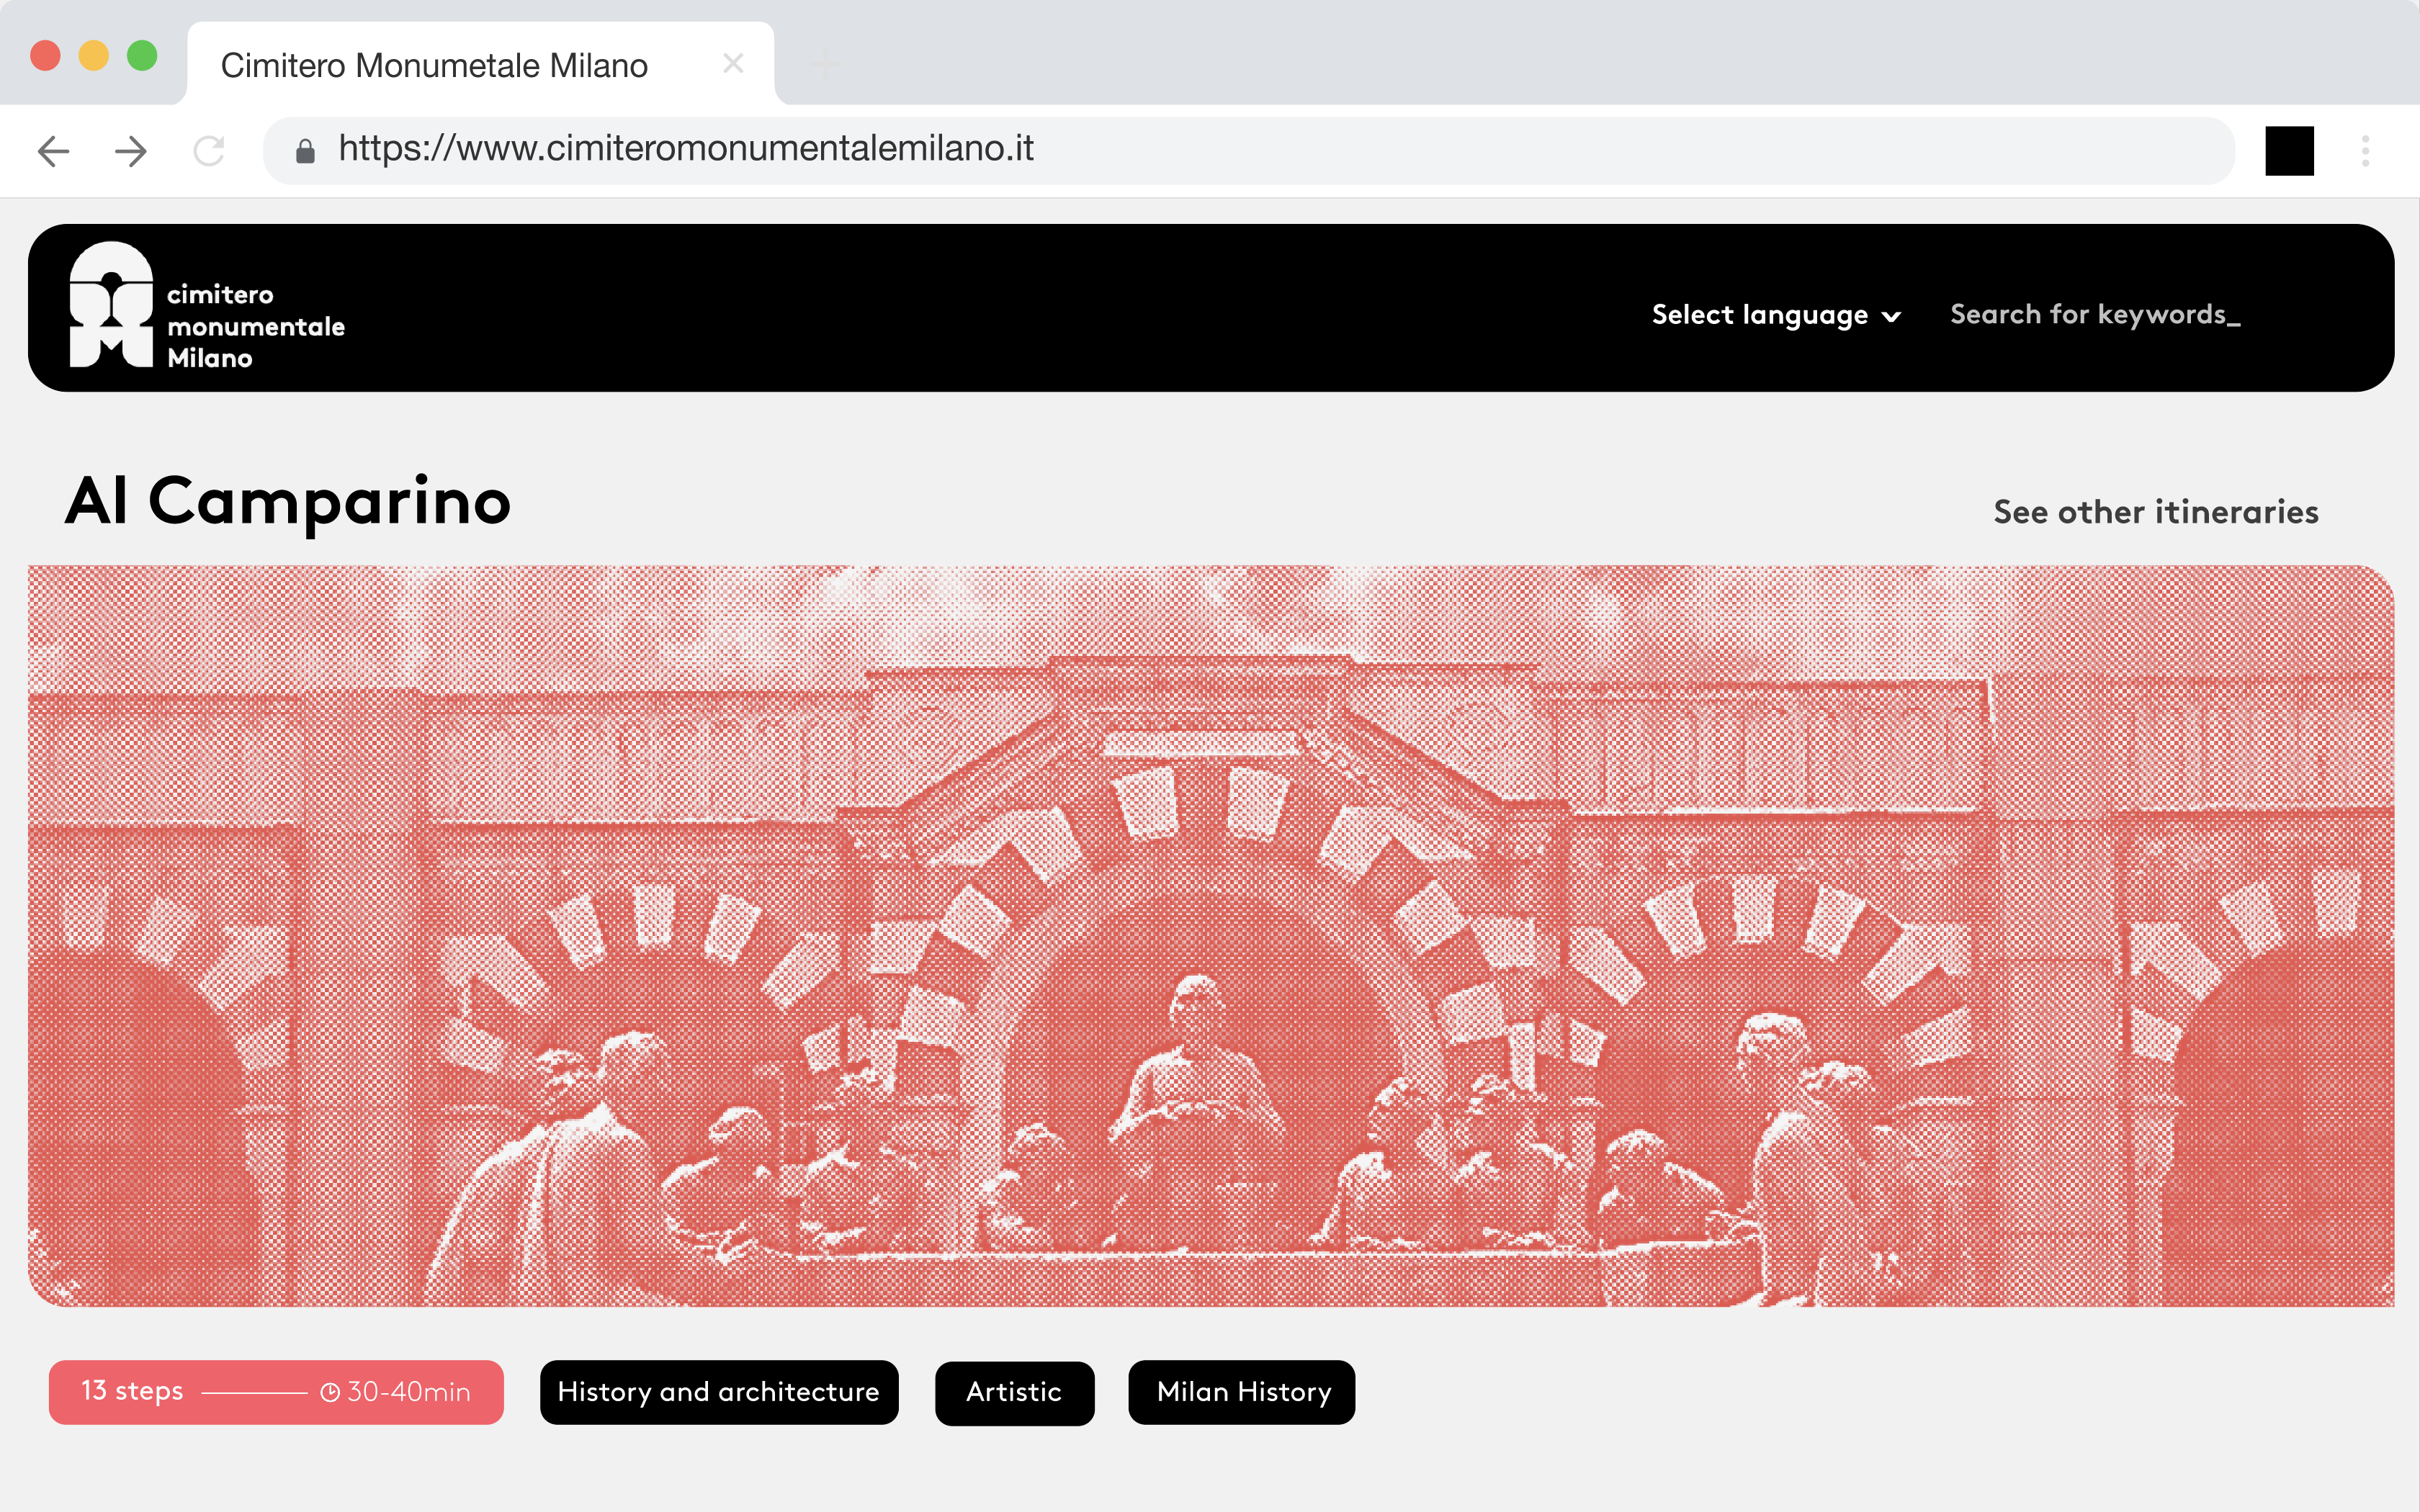 Cimitero Monumetale Milano
https://www.cimiteromonumentalemilano.it
cimitero
monumentale
Milano
Select language
Search for keywords_
Al Camparino
See other itineraries
13 steps
30-40min
History and architecture
Artistic
Milan History